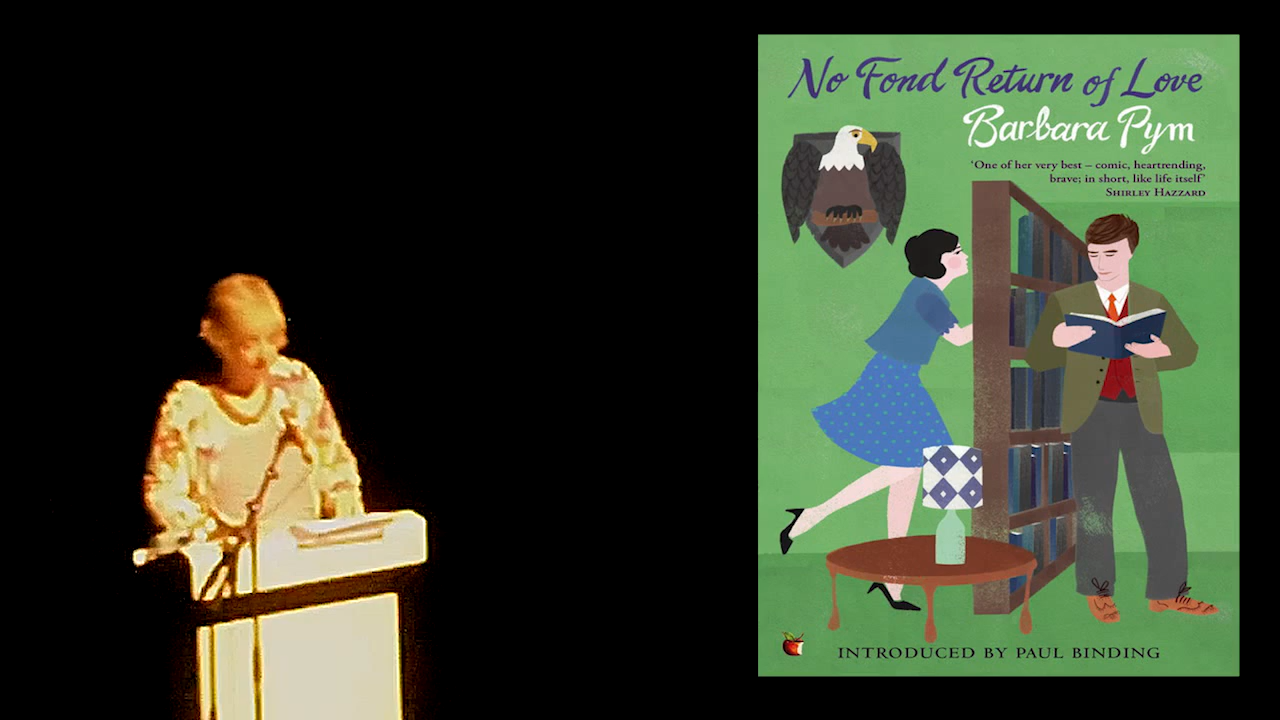 No Fond Return of Love
Barbara Pym
'One of her very best – comic, heartrending,
brave; in short, like life itself'
SHIRLEY HAZZARD
INTRODUCED BY PAUL BINDING